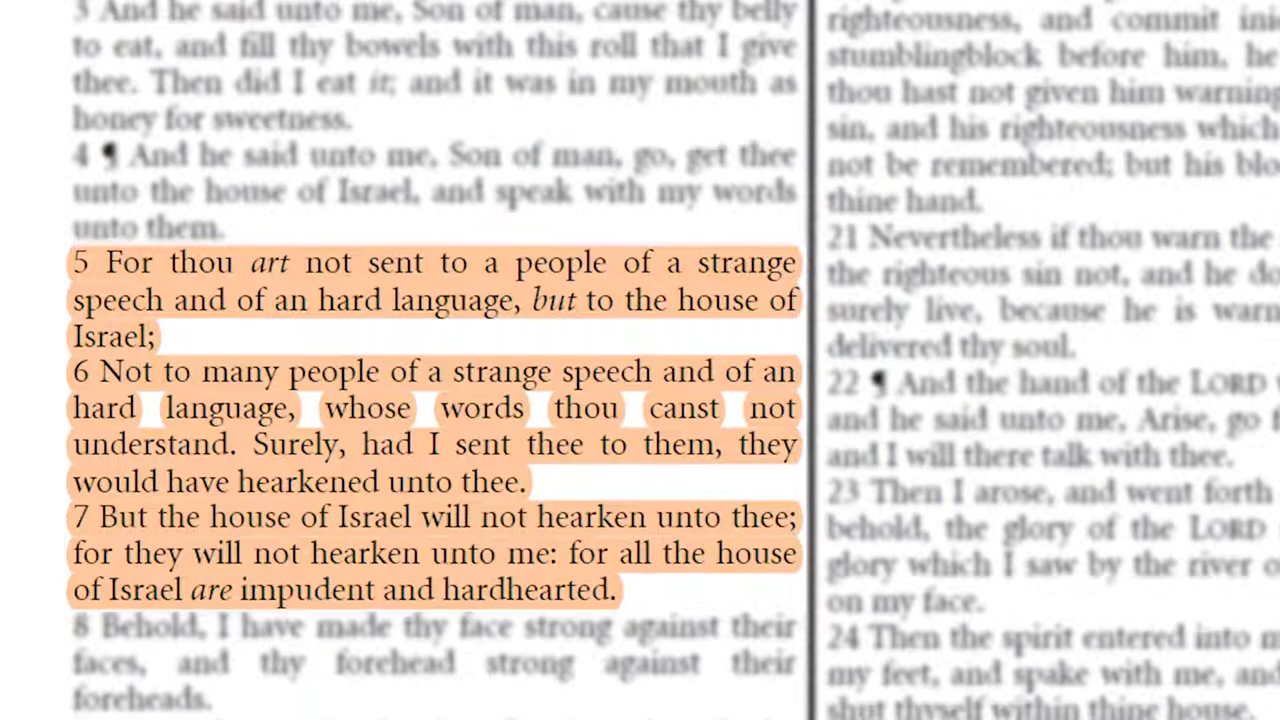 3 And he said unto me, Son of man, cause thy belly
to eat, and fill thy bowels with this roll that I give
thee. Then did I eat it; and it was in my mouth as
honey for sweetness.
4 ¶ And he said unto me, Son of man, go, get thee
unto the house of Israel, and speak with my words
unto them.
5 For thou art not sent to a people of a strange
speech and of an hard language, but to the house of
Israel;
6 Not to many people of a strange speech and of an
hard language, whose words thou canst not
understand. Surely, had I sent thee to them, they
would have hearkened unto thee.
7 But the house of Israel will not hearken unto thee;
for they will not hearken unto me: for all the house
of Israel are impudent and hardhearted.
8 Behold, I have made thy face strong against their
faces, and thy forehead strong against their
foreheads.
righteousness, and commit ini
stumblingblock before him, he
thou hast not given him warning
sin, and his righteousness which
not be remembered; but his blo
thine hand.
21 Nevertheless if thou warn the
the righteous sin not, and he do
surely live, because he is warn
delivered thy soul.
22 ¶ And the hand of the LORD
and he said unto me, Arise, go f
and I will there talk with thee.
23 Then I arose, and went forth
behold, the glory of the LORD
glory which I saw by the river o
on my face.
24 Then the spirit entered into m
my feet, and spake with me, and
shut thyself within thine house.